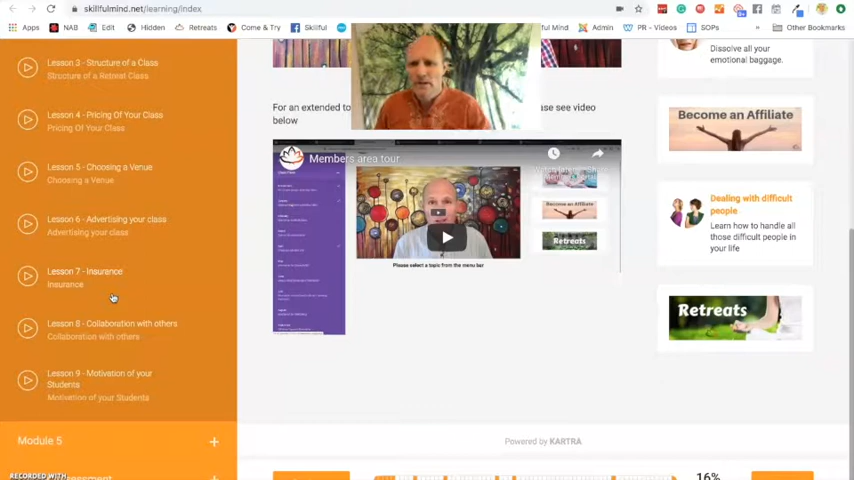 skillfulmind.net/learning/index
Apps
NAB
Edit
Hidden
Retreats
Come & Try
Skillful
ful Mind
Admin
PR - Videos
SOPs
»
Other Bookmarks
Lesson 3 - Structure of a Class
Structure of a Retreat Class
Lesson 4 - Pricing Of Your Class
Pricing Of Your Class
Lesson 5 - Choosing a Venue
Choosing a Venue
Lesson 6 - Advertising your class
Advertising your class
Lesson 7 - Insurance
Insurance
Lesson 8 - Collaboration with others
Collaboration with others
Lesson 9 - Motivation of your
Students
Motivation of your Students
Module 5
RECORDED WITH
For an extended to
se see video
below
Members area tour
Retreats
Please select a topic from the menu bar
Powered by KARTRA
16%
Dissolve all your
emotional baggage.
Become an Affiliate
Dealing with difficult
people
Learn how to handle all
those difficult people in
your life
Retreats